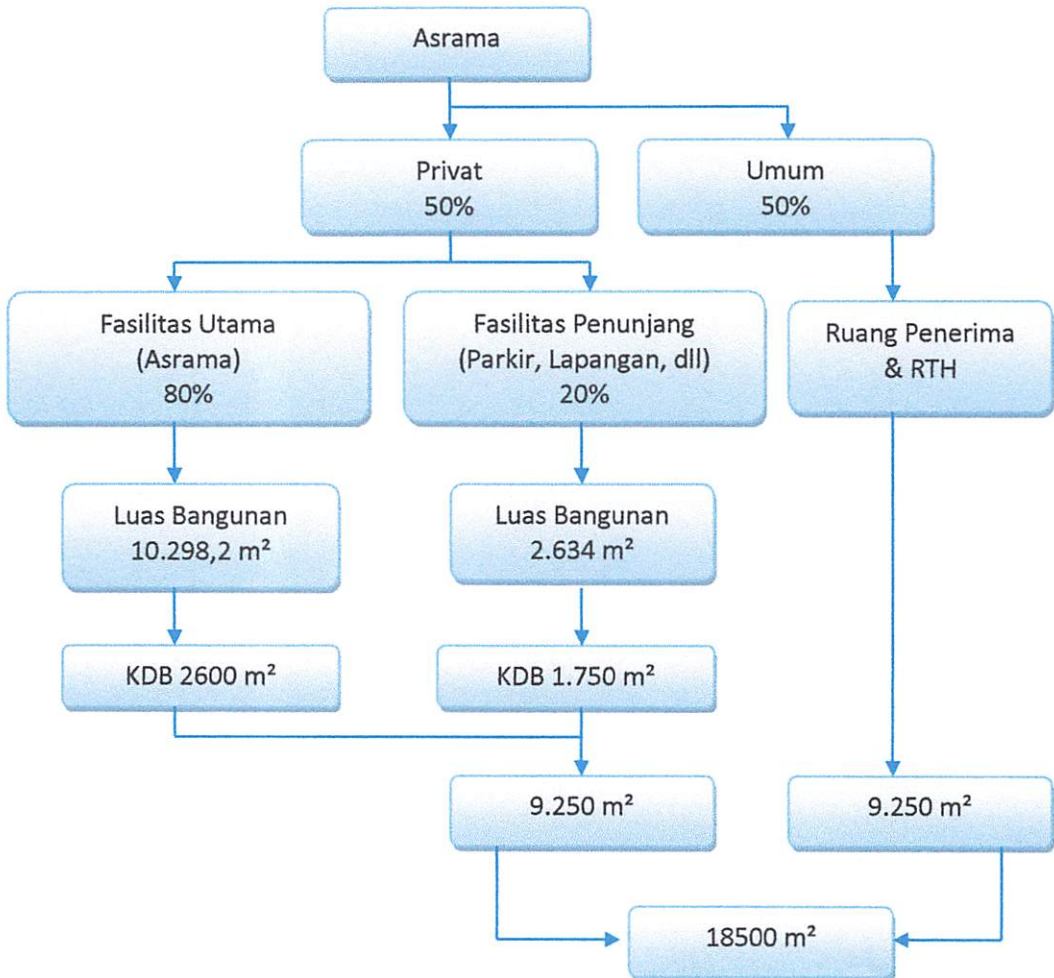 Asrama
Privat
50%
Umum
50%
Fasilitas Utama
(Asrama)
80%
Fasilitas Penunjang
(Parkir, Lapangan, dll)
20%
Ruang Penerima
& RTH
Luas Bangunan
10.298,2 m²
Luas Bangunan
2.634 m²
KDB 2600 m²
KDB 1.750 m²
9.250 m²
9.250 m²
18500 m²